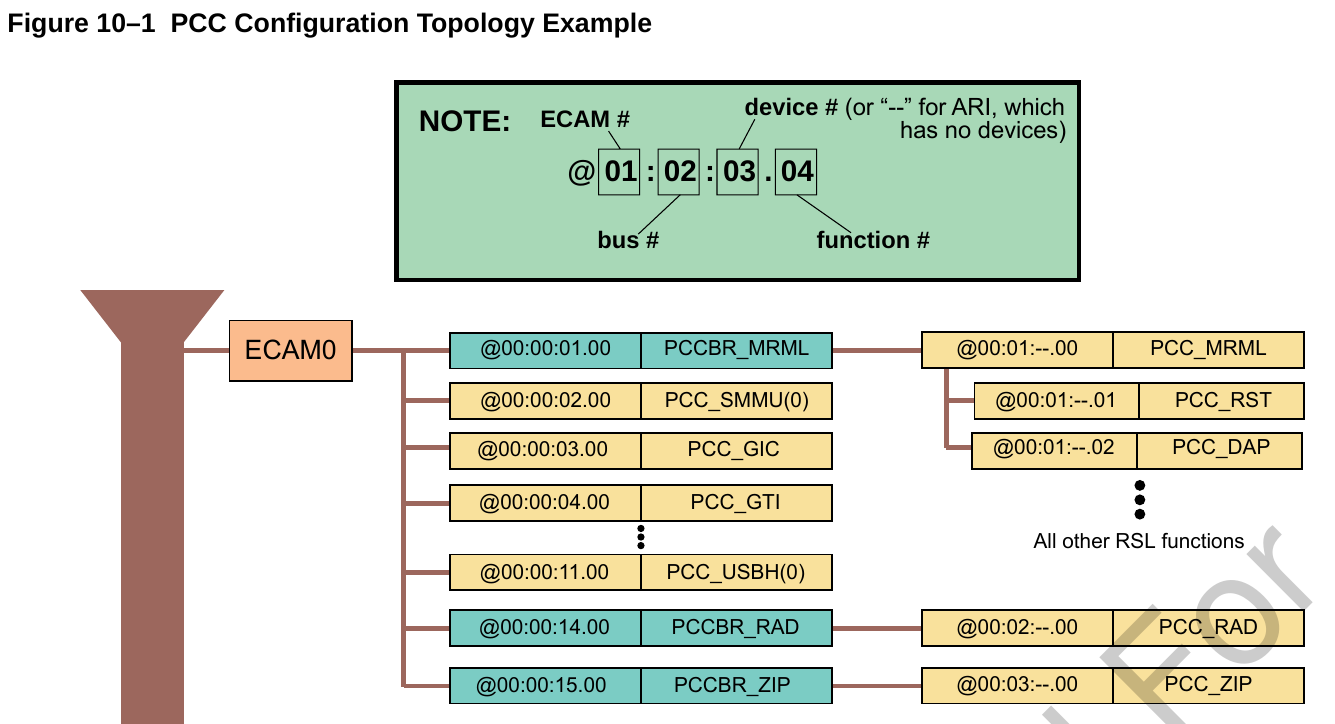 Figure 10–1  PCC Configuration Topology Example
NOTE:
ECAM #
device # (or “--” for ARI, which
has no devices)
@ 01 : 02 : 03 . 04
bus #
function #
ECAM0
@00:00:01.00 PCCBR_MRML
@00:01:--.00 PCC_MRML
@00:00:02.00 PCC_SMMU(0)
@00:01:--.01 PCC_RST
@00:00:03.00 PCC_GIC
@00:01:--.02 PCC_DAP
@00:00:04.00 PCC_GTI
All other RSL functions
@00:00:11.00 PCC_USBH(0)
@00:00:14.00 PCCBR_RAD
@00:02:--.00 PCC_RAD
@00:00:15.00 PCCBR_ZIP
@00:03:--.00 PCC_ZIP
For